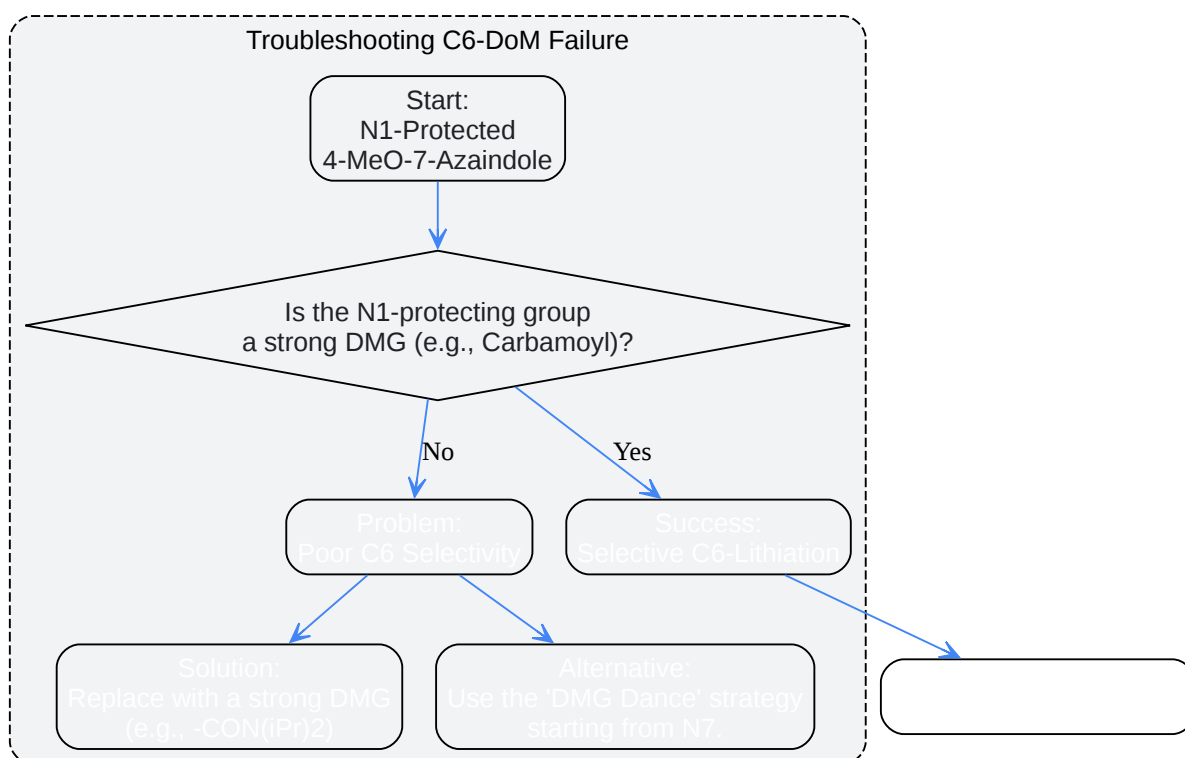 Troubleshooting C6-DoM Failure
Start:
N1-Protected
4-MeO-7-Azaindole
Is the N1-protecting group
a strong DMG (e.g., Carbamoyl)?
No
Yes
Problem:
Poor C6 Selectivity
Success:
Selective C6-Lithiation
Solution:
Replace with a strong DMG
(e.g., -CON(iPr)2)
Alternative:
Use the 'DMG Dance' strategy
starting from N7.